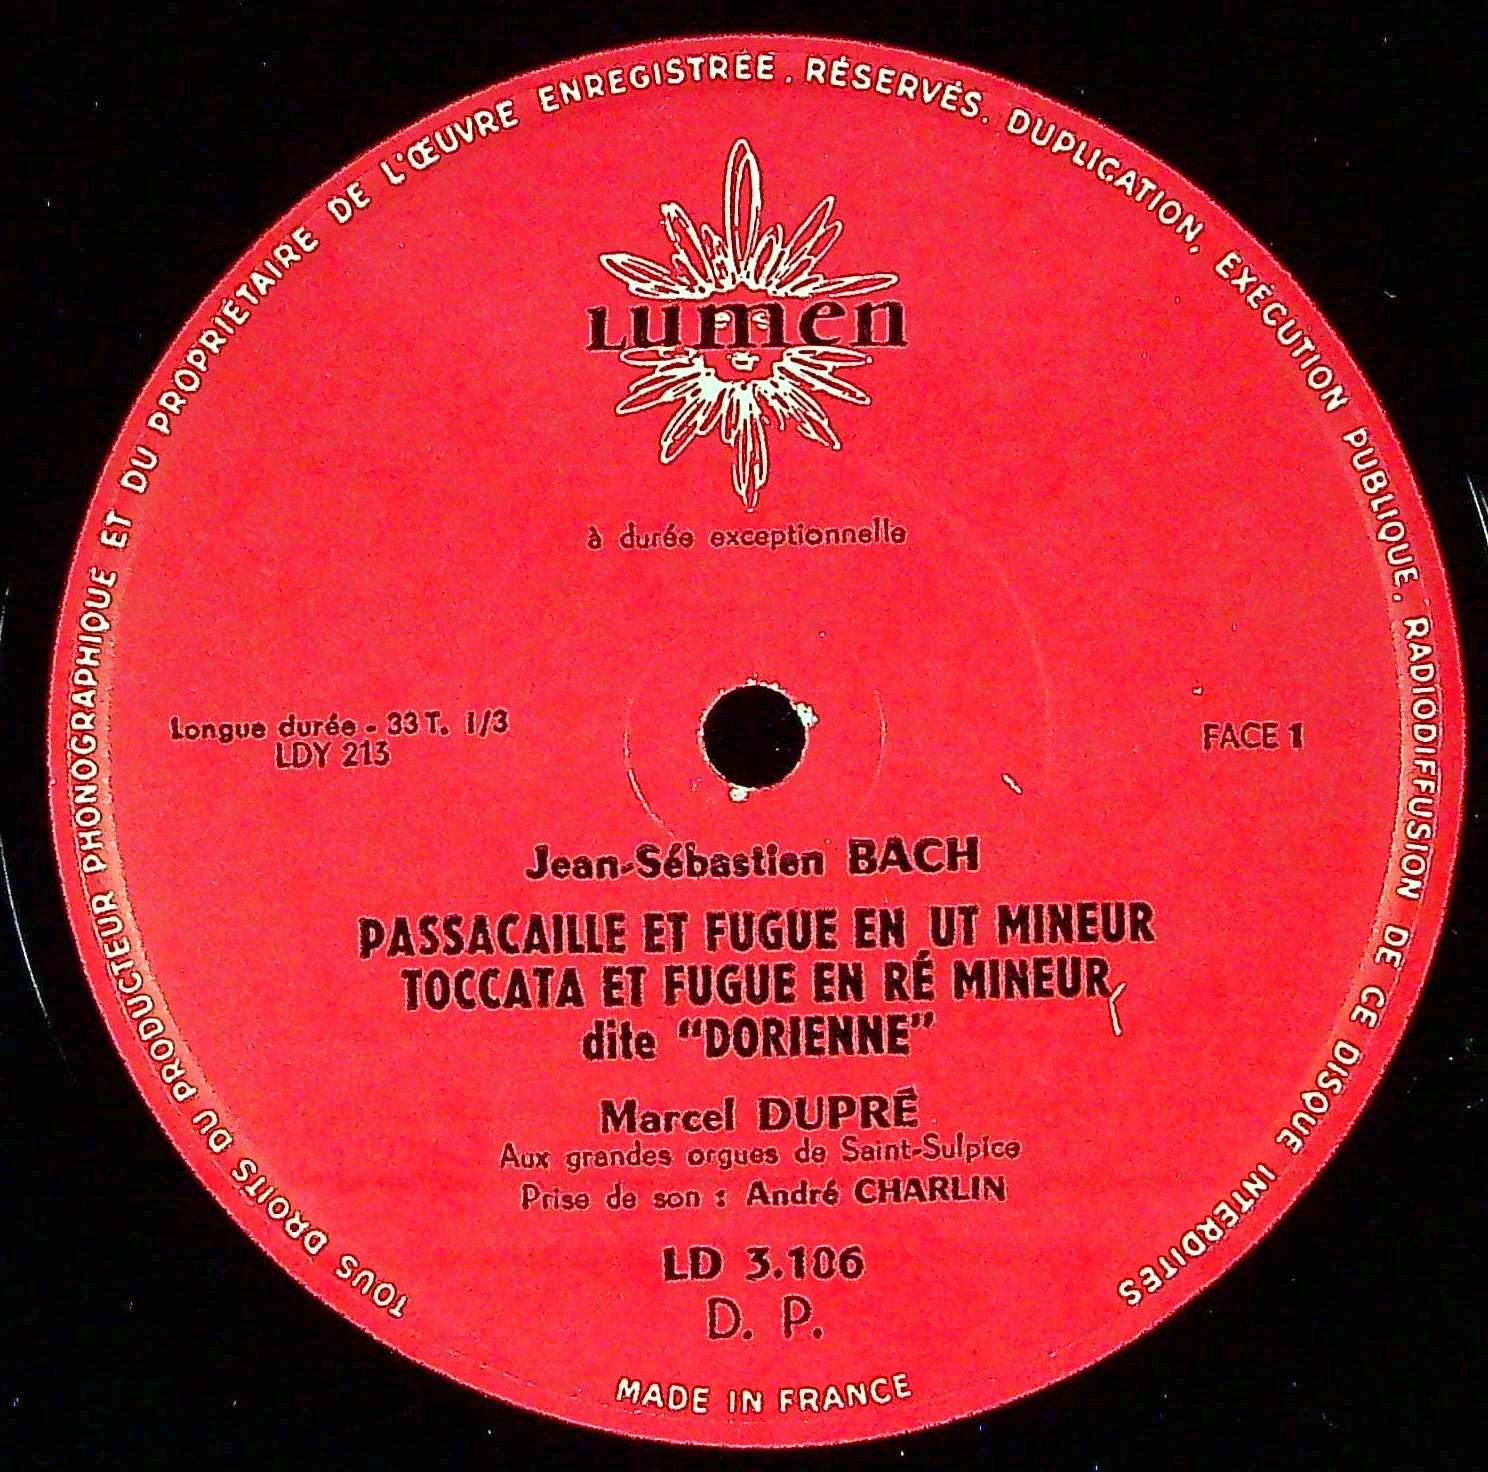 TOUS DROITS DU PRODUCTEUR PHONOGRAPHIQUE ET DU PROPRIÉTAIRE DE L'ŒUVRE ENREGISTRÉE. RÉSERVÉS. DUPLICATION, EXÉCUTION PUBLIQUE, RADIODIFFUSION DE CE DISQUE INTERDITES
Lumen
à durée exceptionnelle
Longue durée - 33 T. 1/3
LDY 213
FACE 1
Jean-Sébastien BACH
PASSACAILLE ET FUGUE EN UT MINEUR
TOCCATA ET FUGUE EN RÉ MINEUR
dite "DORIENNE"
Marcel DUPRÉ
Aux grandes orgues de Saint-Sulpice
Prise de son : André CHARLIN
LD 3.106
D. P.
MADE IN FRANCE